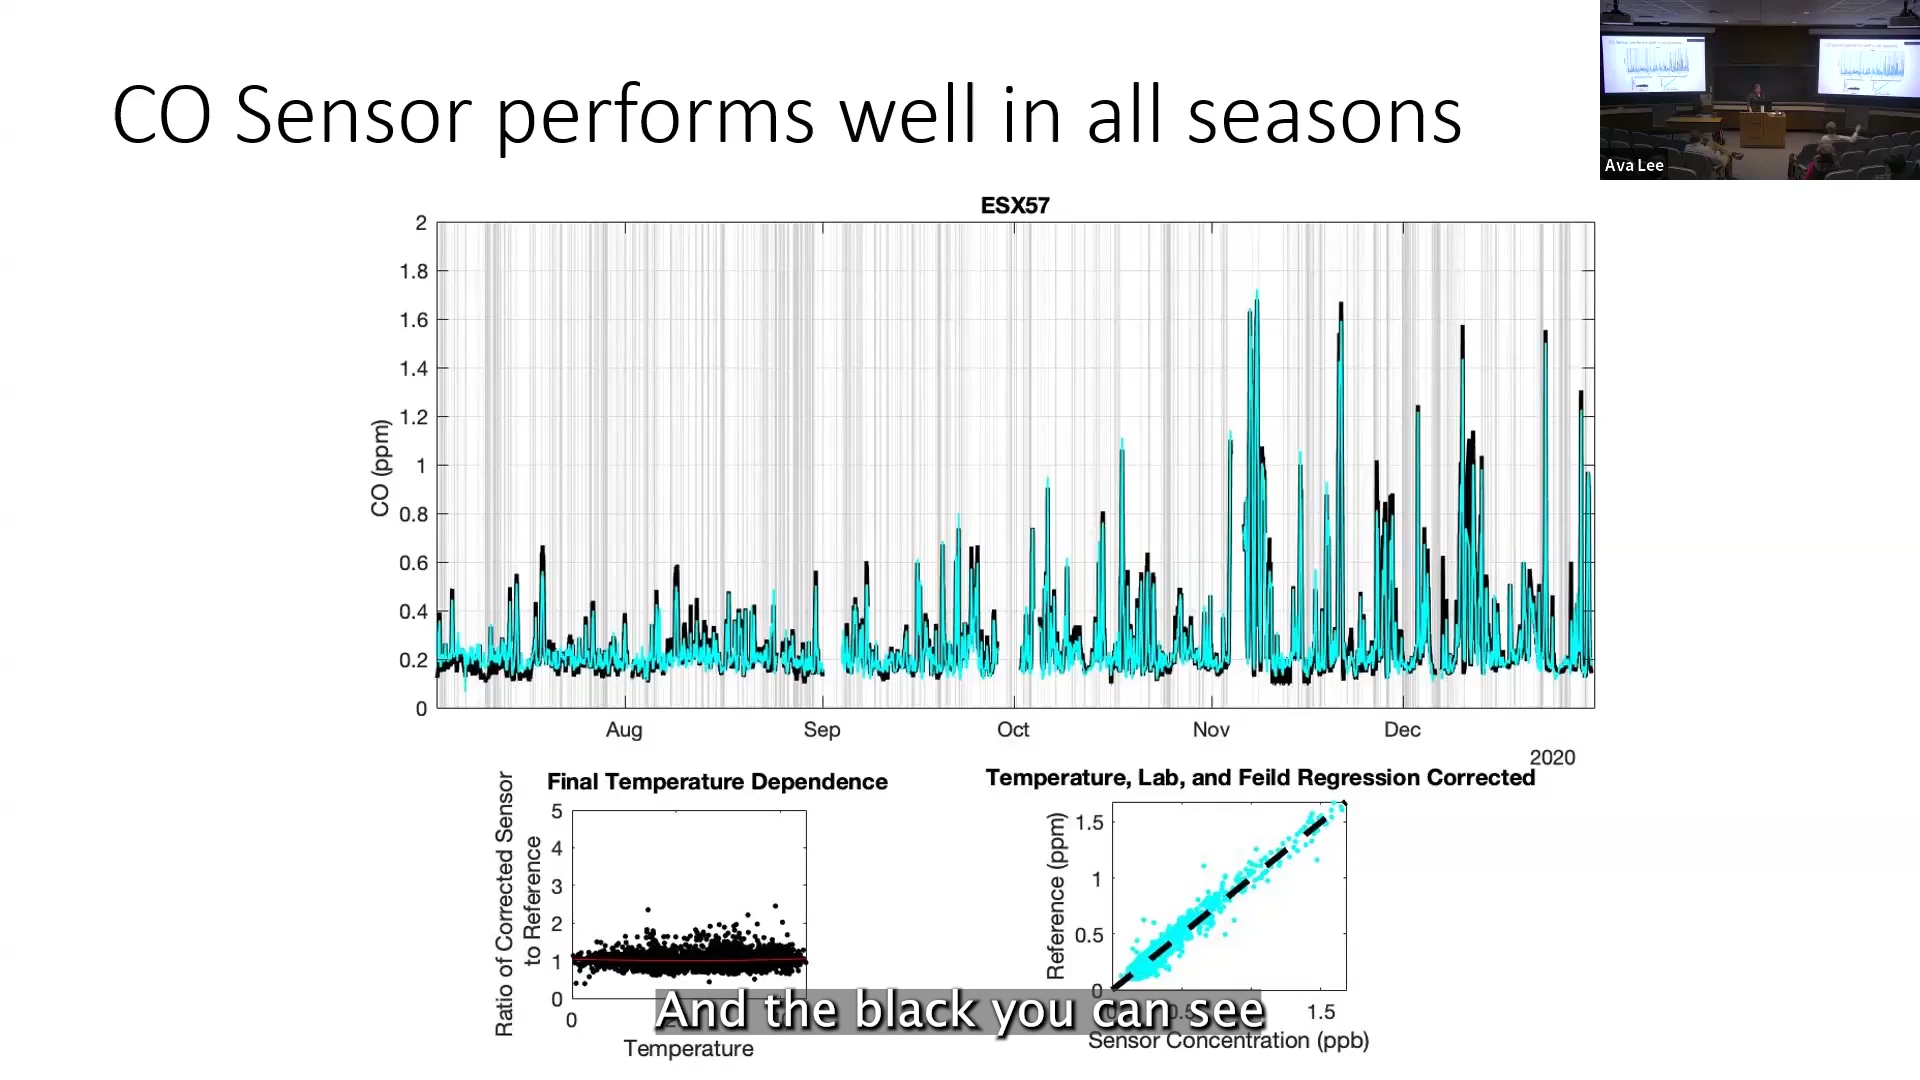 CO Sensor performs well in all seasons
Ava Lee
ESX57
2
1.8
1.6
1.4
1.2
1
0.8
0.6
0.4
0.2
0
CO (ppm)
Aug Sep Oct Nov Dec
2020
Final Temperature Dependence
Ratio of Corrected Sensor
to Reference
5
4
3
2
1
0
0
Temperature
Temperature, Lab, and Feild Regression Corrected
Reference (ppm)
1.5
1
0.5
0
1.5
Sensor Concentration (ppb)
And the black you can see